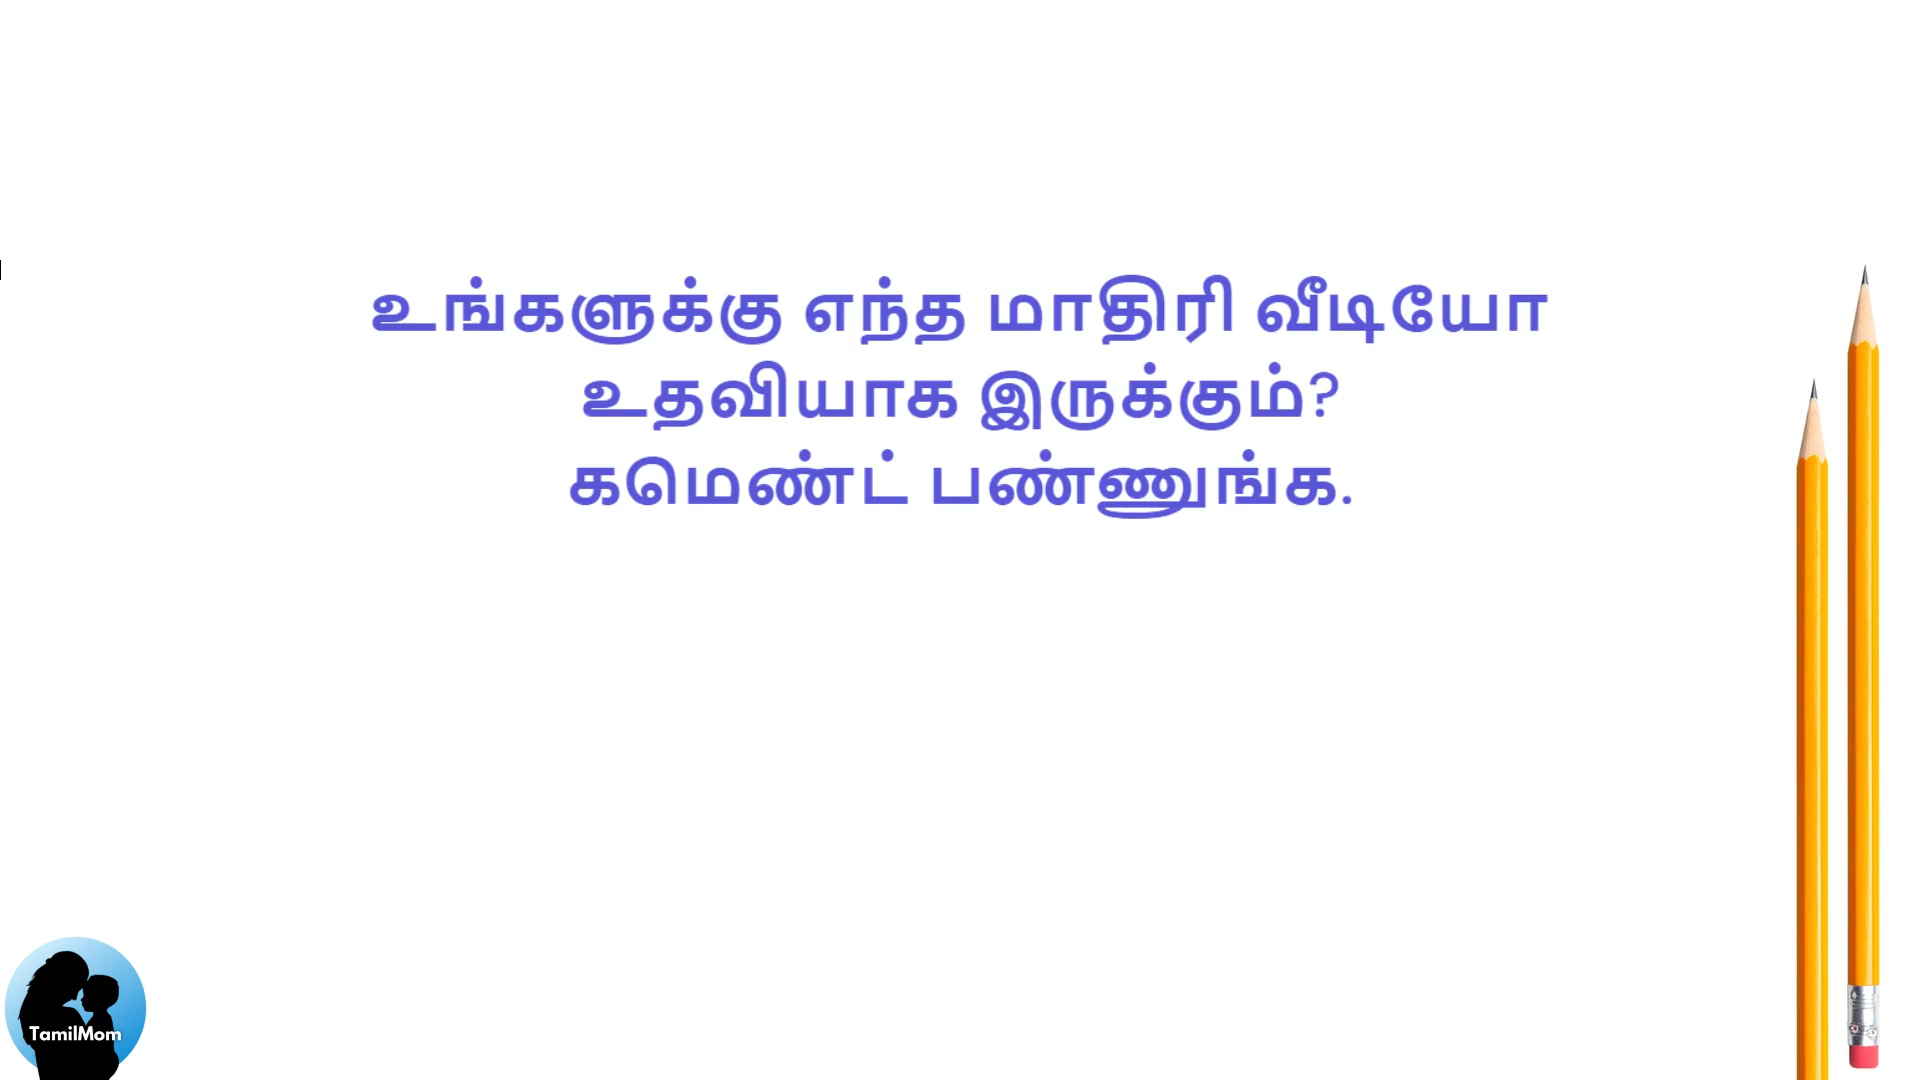 உங்களுக்கு எந்த மாதிரி வீடியோ
உதவியாக இருக்கும்?
கமெண்ட் பண்ணுங்க.
TamilMom